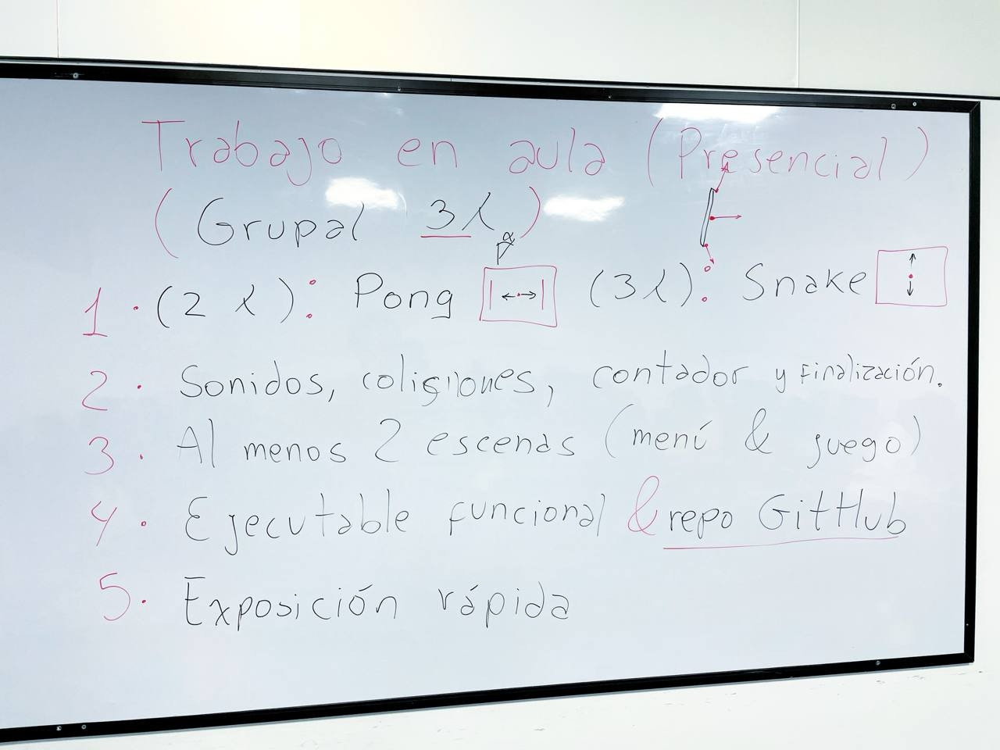 Trabajo en aula (Presencial)
(Grupal 3λ)
α
1. (2 λ): Pong (3λ): Snake
2. Sonidos, colisiones, contador y finalización.
3. Al menos 2 escenas (menú & juego)
4. Ejecutable funcional & repo GitHub
5. Exposición rápida